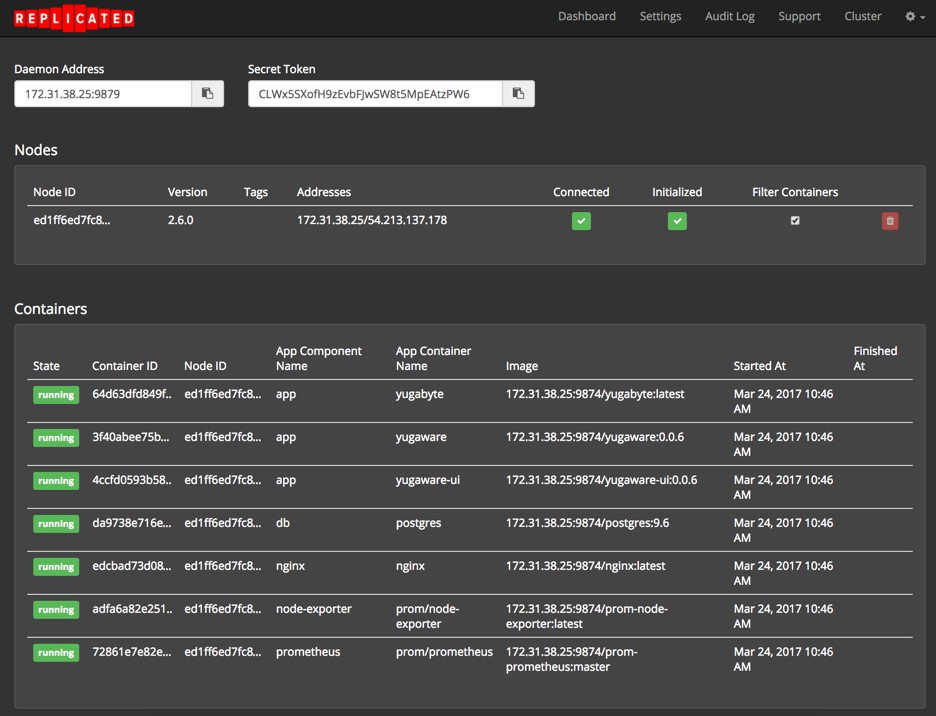 REPLICATED
Dashboard Settings Audit Log Support Cluster
Daemon Address Secret Token
172.31.38.25:9879 CLWx5SXofH9zEvbFJwSW8t5MpEAtzPW6
Nodes
Node ID Version Tags Addresses Connected Initialized Filter Containers
ed1ff6ed7fc8... 2.6.0 172.31.38.25/54.213.137.178
Containers
State Container ID Node ID App Component Name App Container Name Image Started At Finished At
running 64d63dfd849f.. ed1ff6ed7fc8... app yugabyte 172.31.38.25:9874/yugabyte:latest Mar 24, 2017 10:46 AM
running 3f40abee75b... ed1ff6ed7fc8... app yugaware 172.31.38.25:9874/yugaware:0.0.6 Mar 24, 2017 10:46 AM
running 4ccfd0593b58.. ed1ff6ed7fc8... app yugaware-ui 172.31.38.25:9874/yugaware-ui:0.0.6 Mar 24, 2017 10:46 AM
running da9738e716e... ed1ff6ed7fc8... db postgres 172.31.38.25:9874/postgres:9.6 Mar 24, 2017 10:46 AM
running edcbad73d08... ed1ff6ed7fc8... nginx nginx 172.31.38.25:9874/nginx:latest Mar 24, 2017 10:46 AM
running adfa6a82e251.. ed1ff6ed7fc8... node-exporter prom/node-exporter 172.31.38.25:9874/prom-node-exporter:latest Mar 24, 2017 10:46 AM
running 72861e7e82e... ed1ff6ed7fc8... prometheus prom/prometheus 172.31.38.25:9874/prom-prometheus:master Mar 24, 2017 10:46 AM